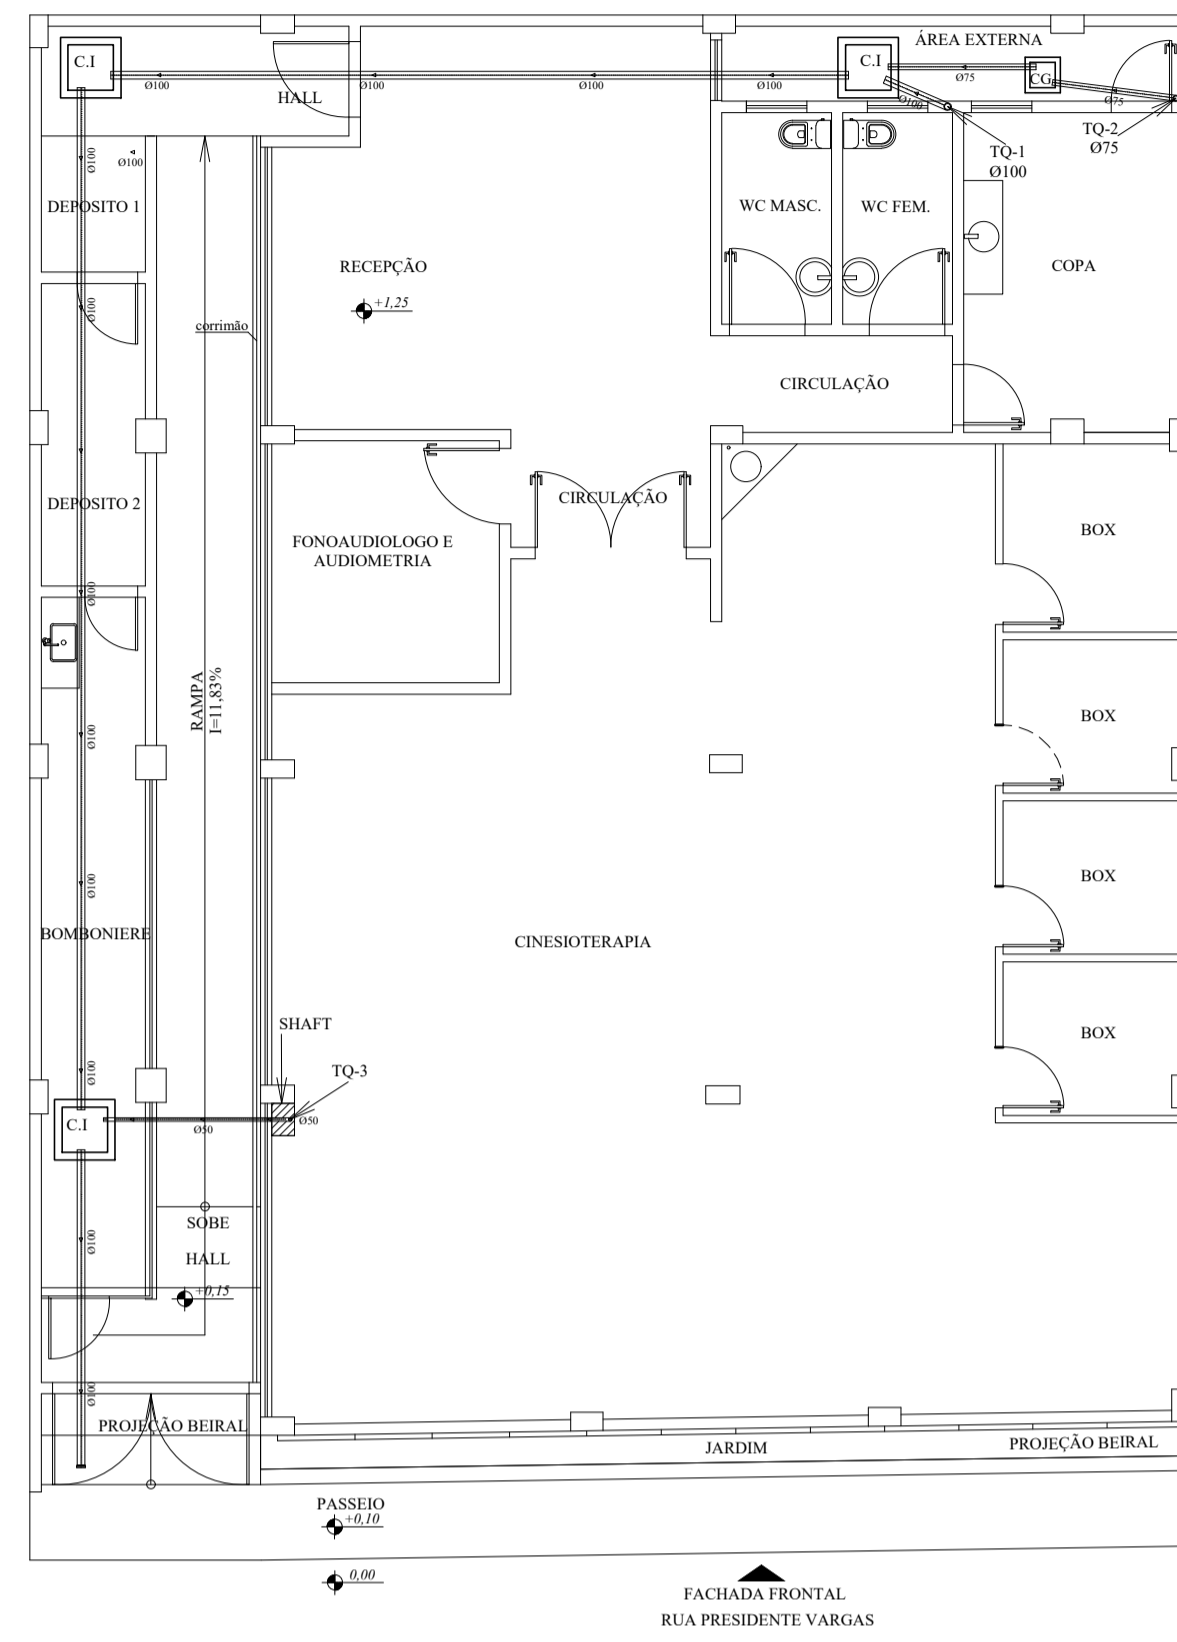 ÁREA EXTERNA
C.I
C.I
CG
Ø100
Ø100
Ø100
Ø100
Ø75
Ø100
Ø75
HALL
TQ-2
Ø75
TQ-1
Ø100
Ø100
Ø100
DEPOSITO 1
WC MASC.
WC FEM.
RECEPÇÃO
COPA
+1,25
Ø100
corrimão
CIRCULAÇÃO
DEPOSITO 2
CIRCULAÇÃO
FONOAUDIOLOGO E
AUDIOMETRIA
BOX
Ø100
RAMPA
I=11,83%
BOX
Ø100
BOX
Ø100
BOMBONIERE
CINESIOTERAPIA
SHAFT
BOX
TQ-3
Ø100
C.I
Ø50
Ø50
SOBE
Ø100
HALL
+0,15
Ø100
PROJEÇÃO BEIRAL
JARDIM
PROJEÇÃO BEIRAL
PASSEIO
+0,10
0,00
FACHADA FRONTAL
RUA PRESIDENTE VARGAS